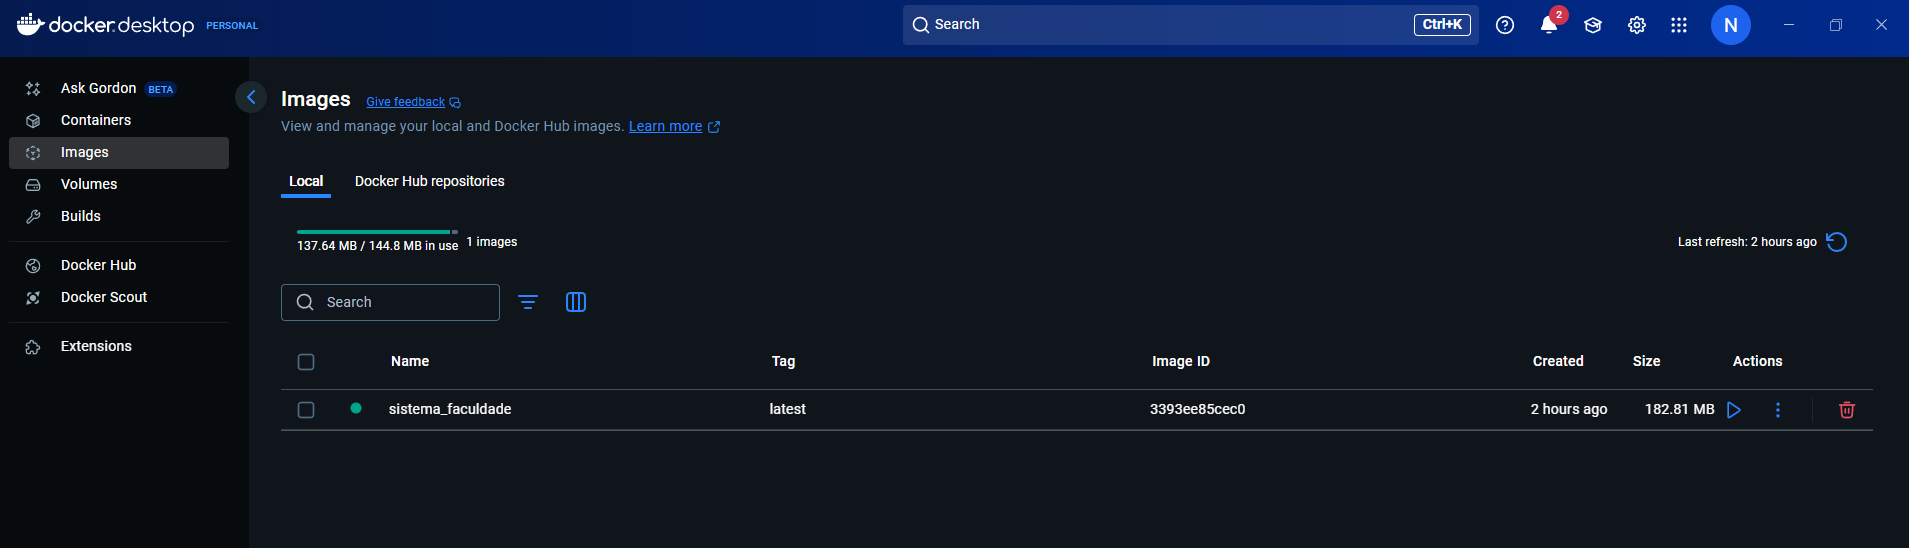 docker.desktop PERSONAL
Search Ctrl+K 2 N
Ask Gordon BETA
Containers
Images
Volumes
Builds
Docker Hub
Docker Scout
Extensions
Images Give feedback
View and manage your local and Docker Hub images. Learn more
Local Docker Hub repositories
137.64 MB / 144.8 MB in use 1 images
Last refresh: 2 hours ago
Search
Name Tag Image ID Created Size Actions
sistema_faculdade latest 3393ee85cec0 2 hours ago 182.81 MB